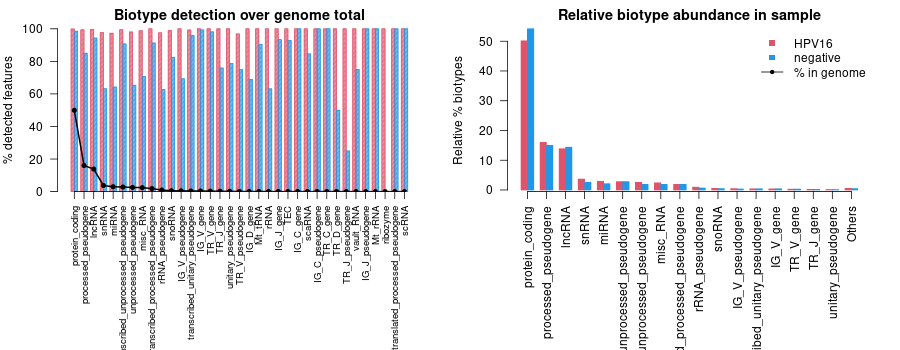 Biotype detection over genome total
% detected features
100
80
60
40
20
0
protein_coding
processed_pseudogene
lncRNA
snRNA
miRNA
nscribed_unprocessed_pseudogene
unprocessed_pseudogene
misc_RNA
transcribed_processed_pseudogene
rRNA_pseudogene
snoRNA
IG_V_pseudogene
transcribed_unitary_pseudogene
IG_V_gene
TR_V_gene
TR_J_gene
unitary_pseudogene
TR_V_pseudogene
IG_D_gene
Mt_tRNA
rRNA
IG_J_gene
TEC
IG_C_gene
scaRNA
IG_C_pseudogene
TR_C_gene
TR_D_gene
TR_J_pseudogene
vault_RNA
IG_J_pseudogene
Mt_rRNA
ribozyme
translated_processed_pseudogene
scRNA
Relative biotype abundance in sample
Relative % biotypes
50
40
30
20
10
0
HPV16
negative
% in genome
protein_coding
processed_pseudogene
lncRNA
snRNA
miRNA
unprocessed_pseudogene
unprocessed_pseudogene
misc_RNA
d_processed_pseudogene
rRNA_pseudogene
snoRNA
IG_V_pseudogene
ibed_unitary_pseudogene
IG_V_gene
TR_V_gene
TR_J_gene
unitary_pseudogene
Others